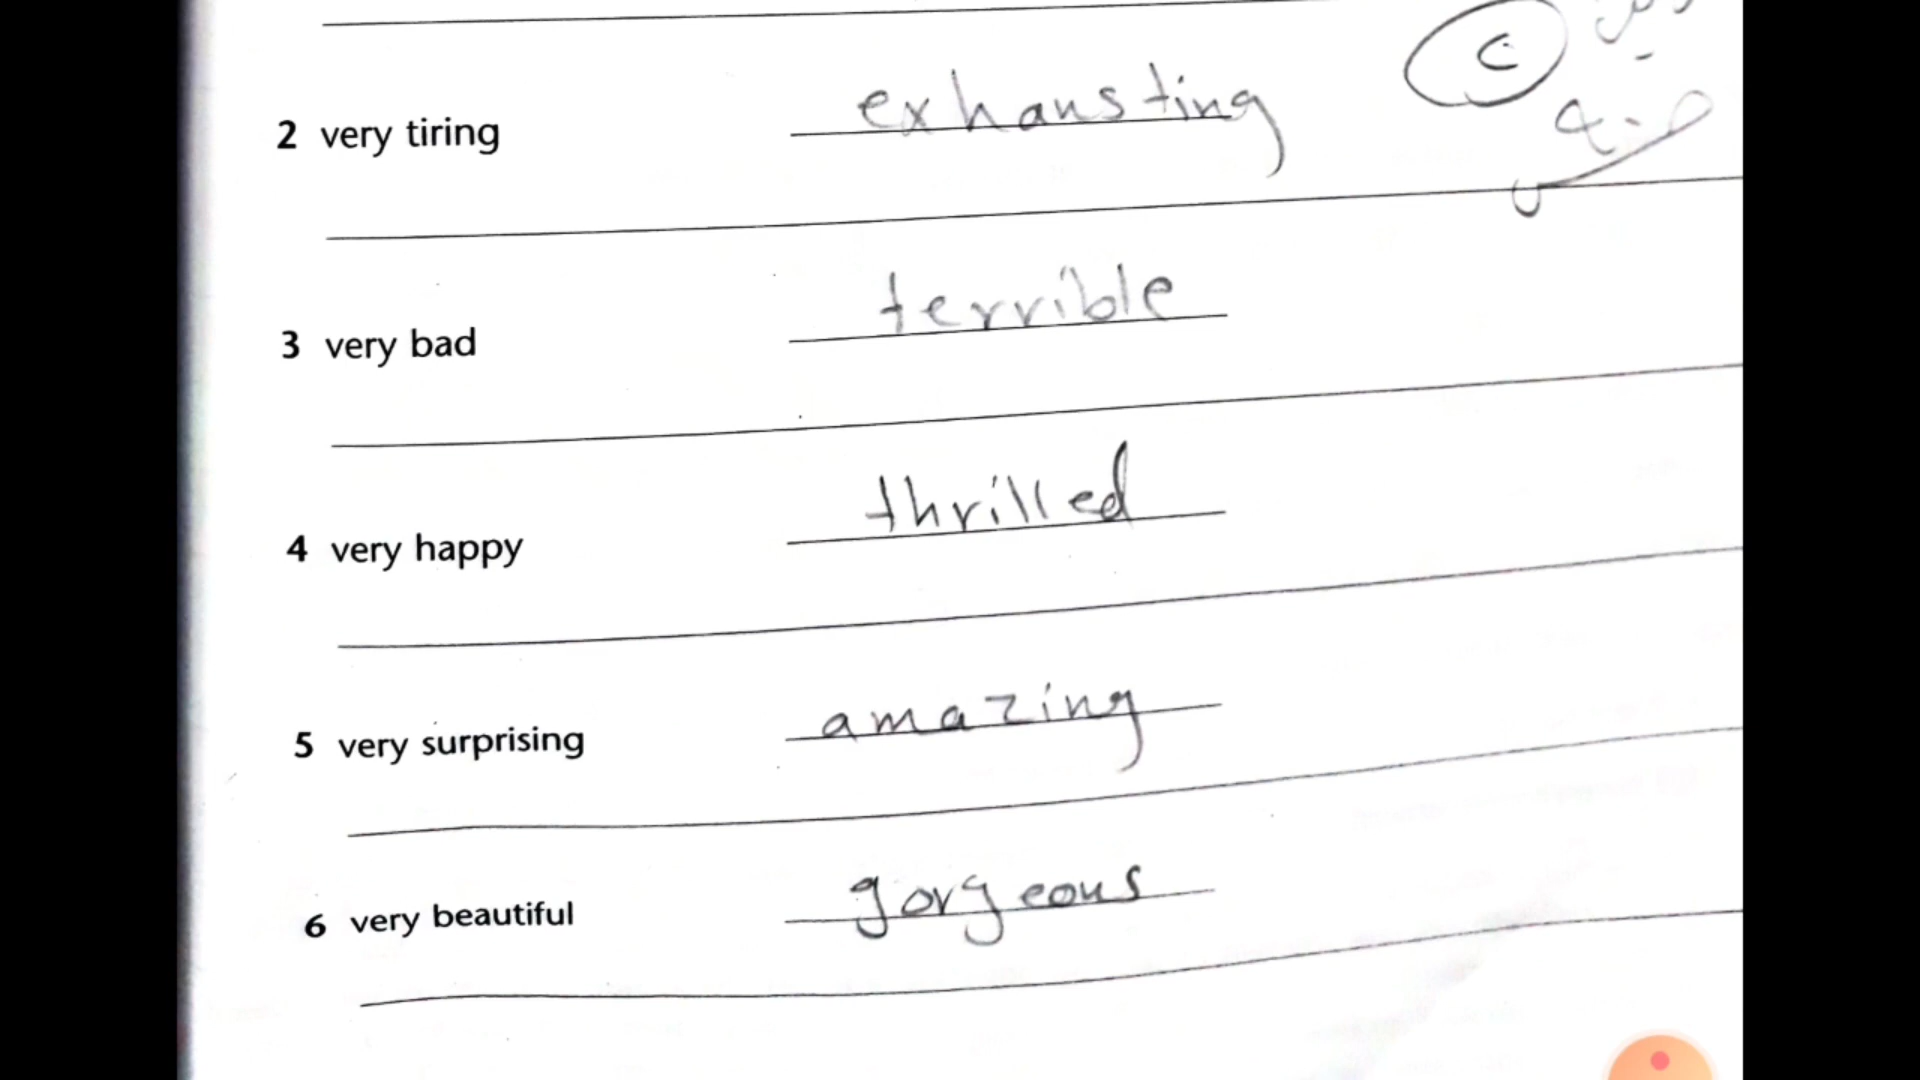 2 very tiring exhausting
3 very bad terrible
4 very happy thrilled
5 very surprising amazing
6 very beautiful gorgeous